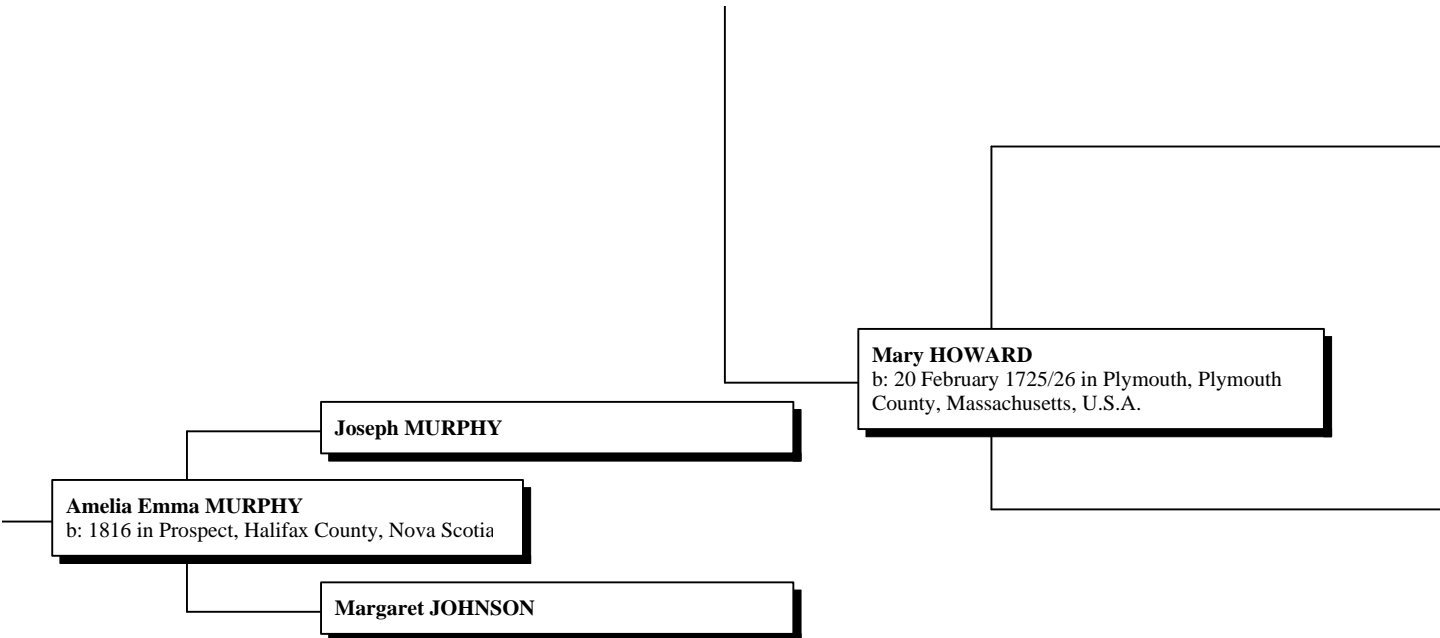 Mary HOWARD
b: 20 February 1725/26 in Plymouth, Plymouth
County, Massachusetts, U.S.A.
Joseph MURPHY
Amelia Emma MURPHY
b: 1816 in Prospect, Halifax County, Nova Scotia
Margaret JOHNSON